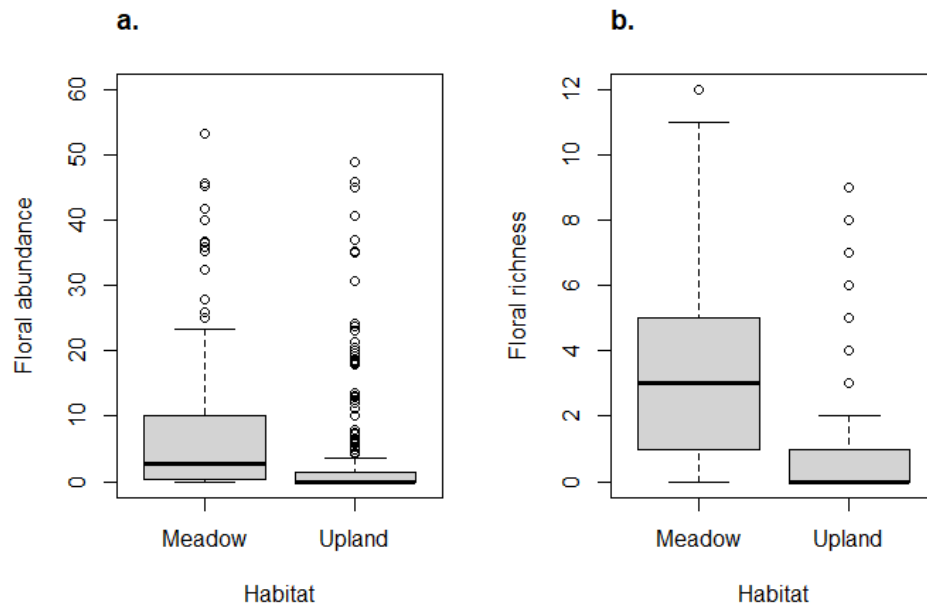 a.
60
50
40
30
20
10
0
Floral abundance
Meadow
Upland
Habitat
b.
12
10
8
6
4
2
0
Floral richness
Meadow
Upland
Habitat